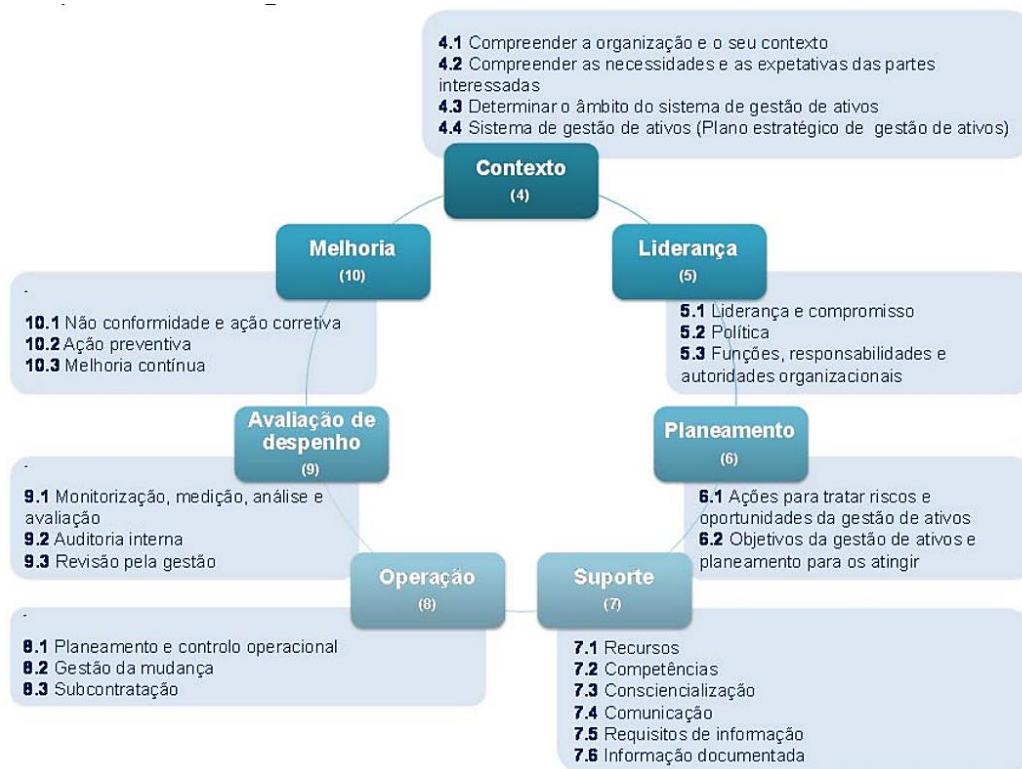 4.1 Compreender a organização e o seu contexto
4.2 Compreender as necessidades e as expetativas das partes
interessadas
4.3 Determinar o âmbito do sistema de gestão de ativos
4.4 Sistema de gestão de ativos (Plano estratégico de gestão de ativos)
Contexto
(4)
Liderança
(5)
5.1 Liderança e compromisso
5.2 Política
5.3 Funções, responsabilidades e
autoridades organizacionais
Planeamento
(6)
6.1 Ações para tratar riscos e
oportunidades da gestão de ativos
6.2 Objetivos da gestão de ativos e
planeamento para os atingir
Suporte
(7)
7.1 Recursos
7.2 Competências
7.3 Consciencialização
7.4 Comunicação
7.5 Requisitos de informação
7.6 Informação documentada
Operação
(8)
8.1 Planeamento e controlo operacional
8.2 Gestão da mudança
8.3 Subcontratação
Avaliação de
despenho
(9)
9.1 Monitorização, medição, análise e
avaliação
9.2 Auditoria interna
9.3 Revisão pela gestão
Melhoria
(10)
10.1 Não conformidade e ação corretiva
10.2 Ação preventiva
10.3 Melhoria contínua